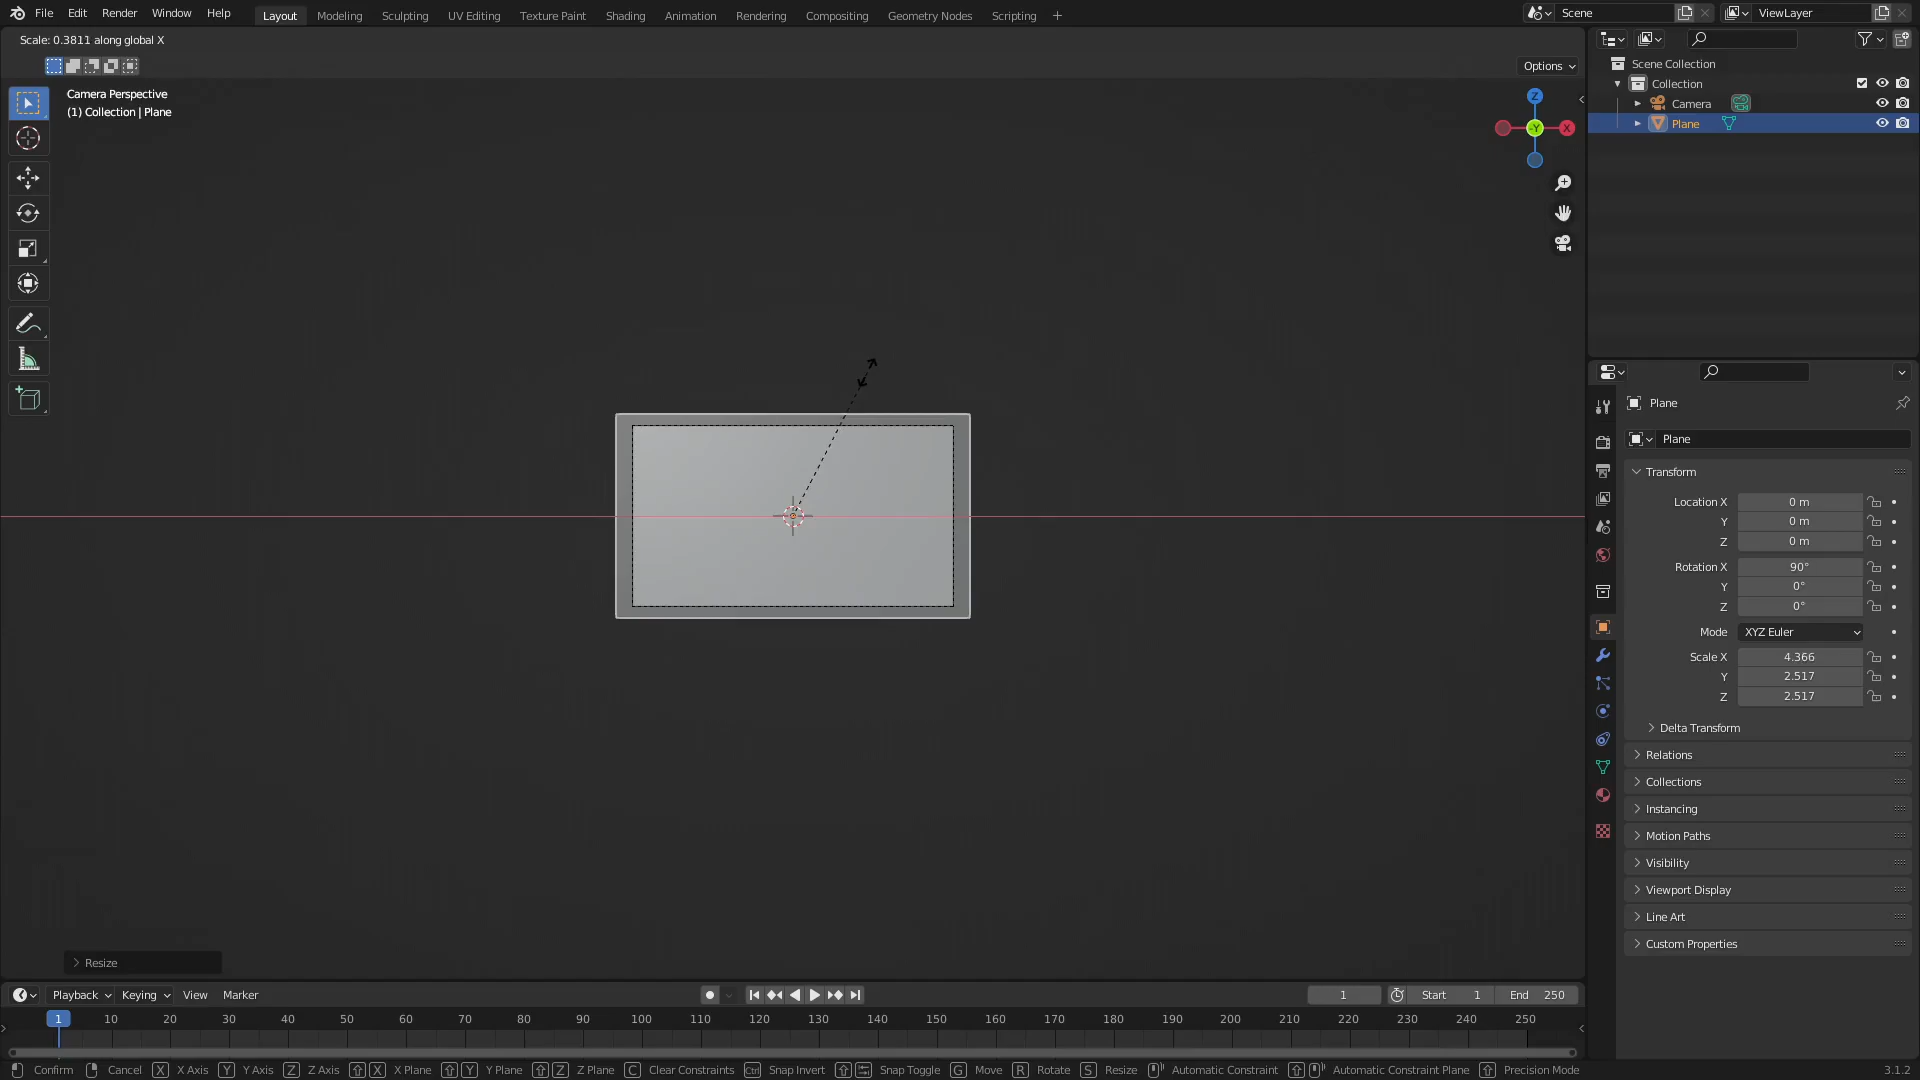 File Edit Render Window Help Layout Modeling Sculpting UV Editing Texture Paint Shading Animation Rendering Compositing Geometry Nodes Scripting + Scene ViewLayer
Scale: 0.3811 along global X
Options
Camera Perspective
(1) Collection | Plane
Z
-Y X
Scene Collection
Collection
Camera
Plane
Plane
Plane
Transform
Location X 0 m
Y 0 m
Z 0 m
Rotation X 90°
Y 0°
Z 0°
Mode XYZ Euler
Scale X 4.366
Y 2.517
Z 2.517
Delta Transform
Relations
Collections
Instancing
Motion Paths
Visibility
Viewport Display
Line Art
Custom Properties
Resize
Playback Keying View Marker 1 Start 1 End 250
1 10 20 30 40 50 60 70 80 90 100 110 120 130 140 150 160 170 180 190 200 210 220 230 240 250
Confirm Cancel X X Axis Y Y Axis Z Z Axis X X Plane Y Y Plane Z Z Plane C Clear Constraints Ctrl Snap Invert Snap Toggle G Move R Rotate S Resize Automatic Constraint Automatic Constraint Plane Precision Mode 3.1.2